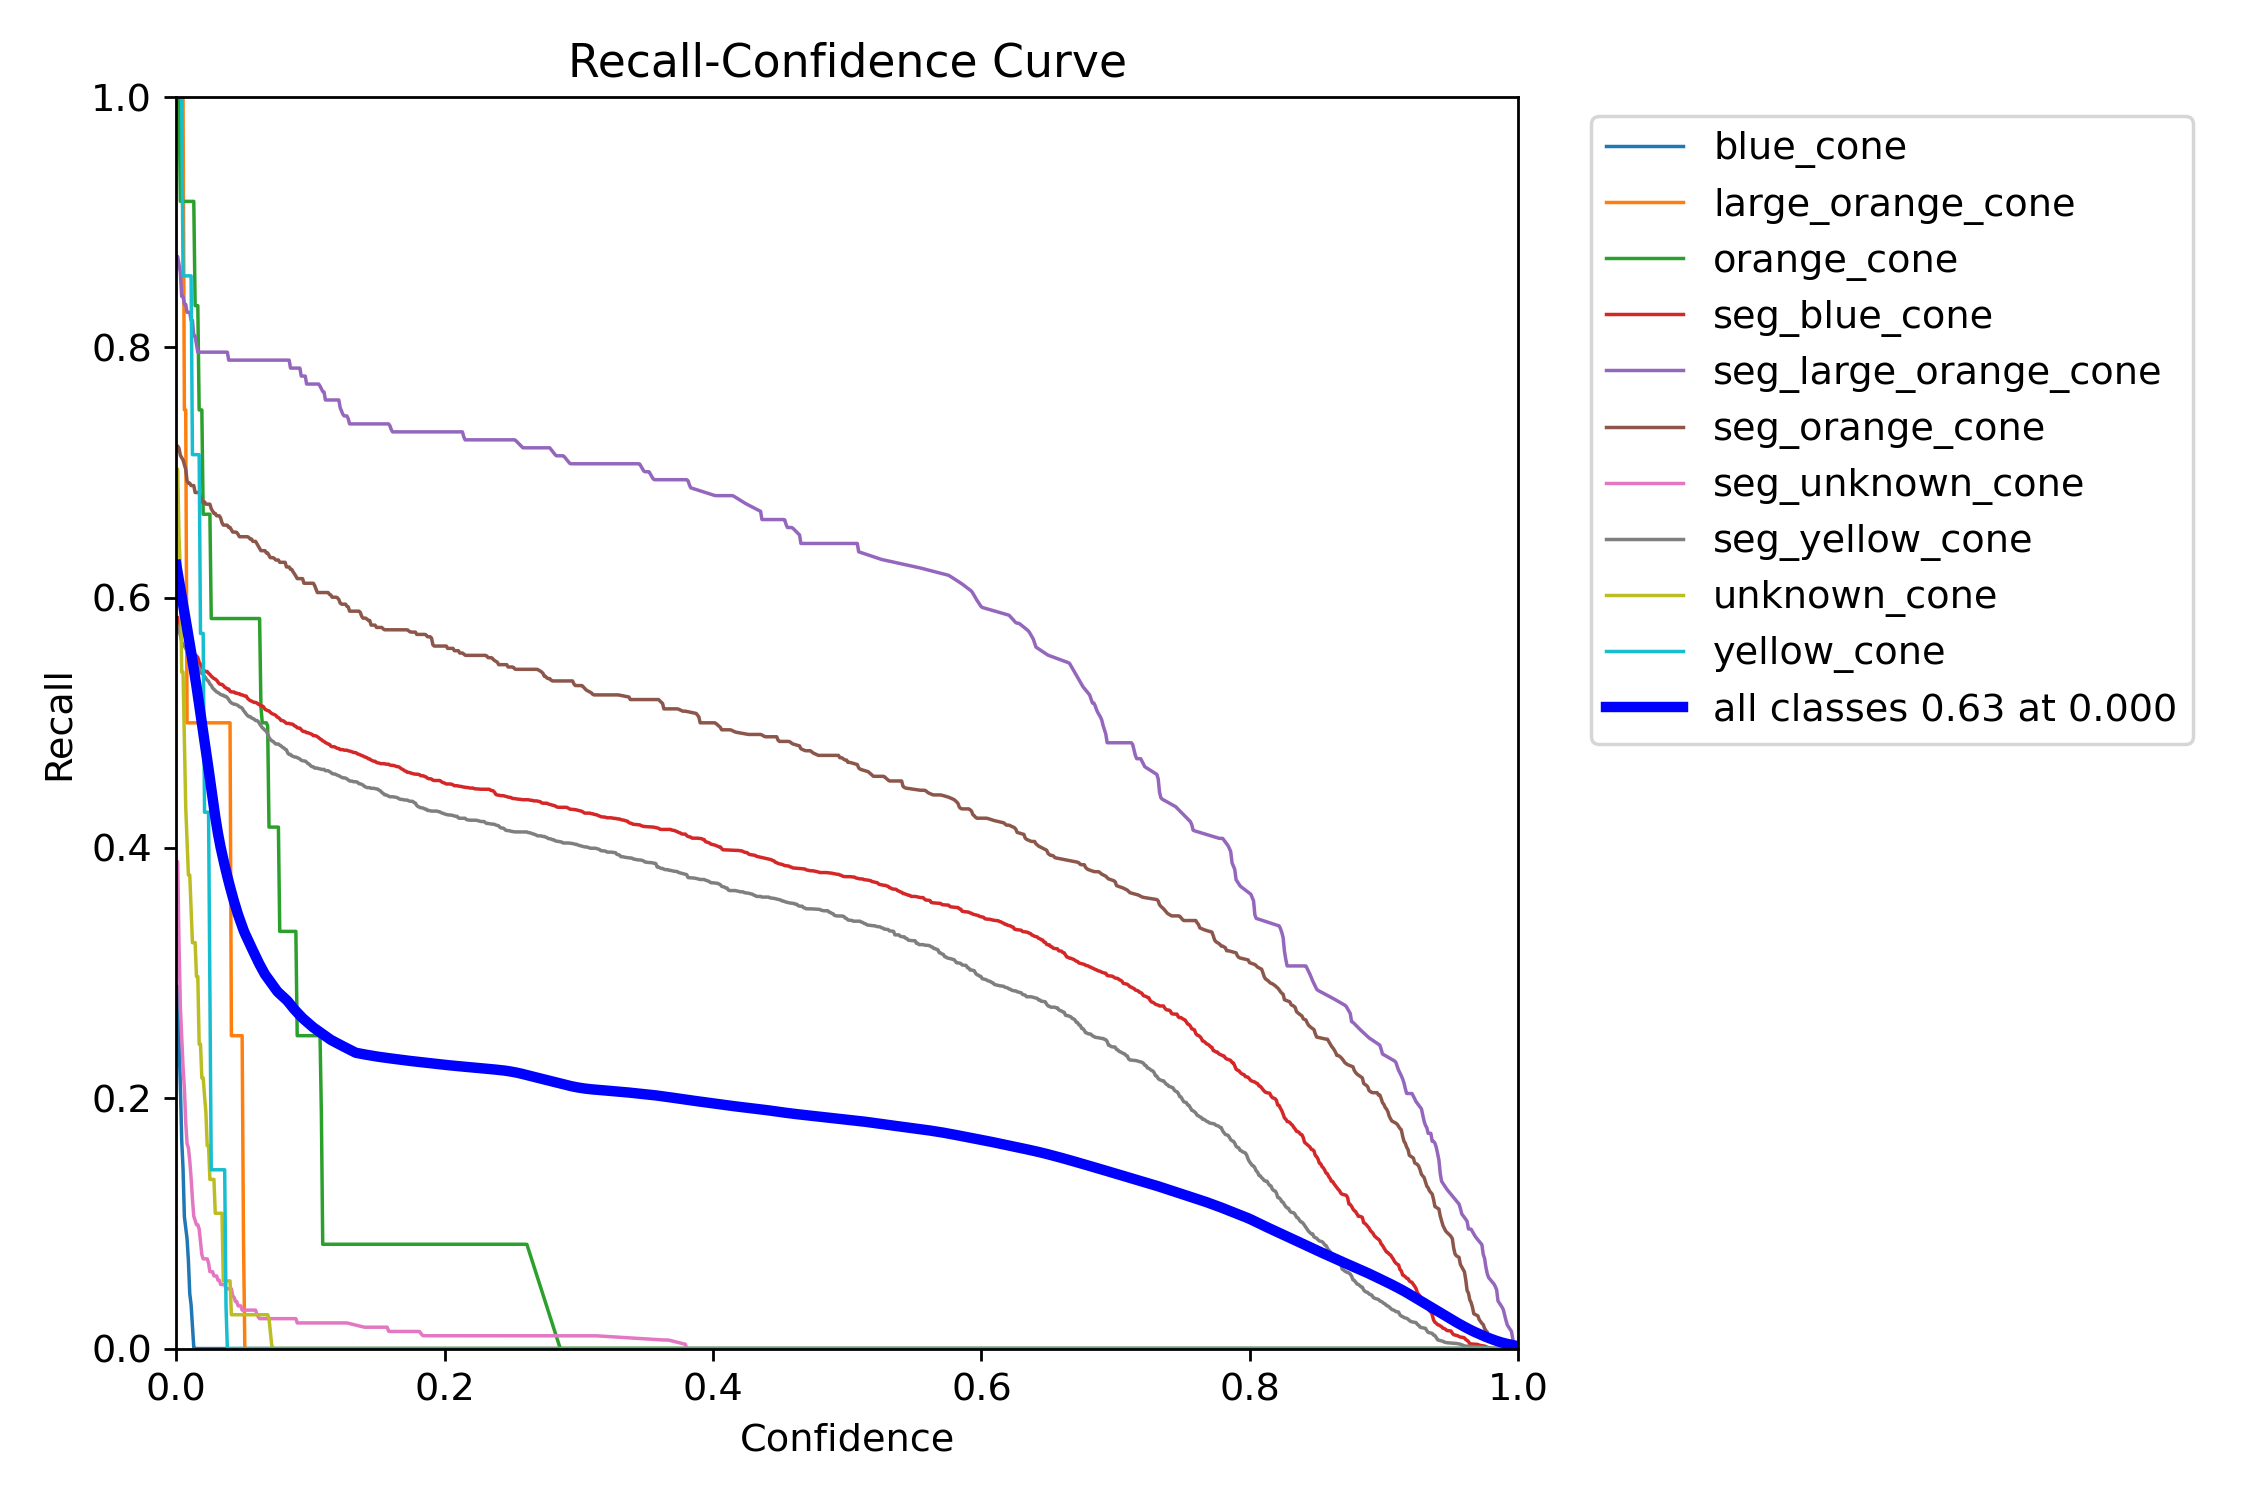 Recall-Confidence Curve
1.0
0.8
0.6
0.4
0.2
0.0
Recall
0.0 0.2 0.4 0.6 0.8 1.0
Confidence
blue_cone
large_orange_cone
orange_cone
seg_blue_cone
seg_large_orange_cone
seg_orange_cone
seg_unknown_cone
seg_yellow_cone
unknown_cone
yellow_cone
all classes 0.63 at 0.000